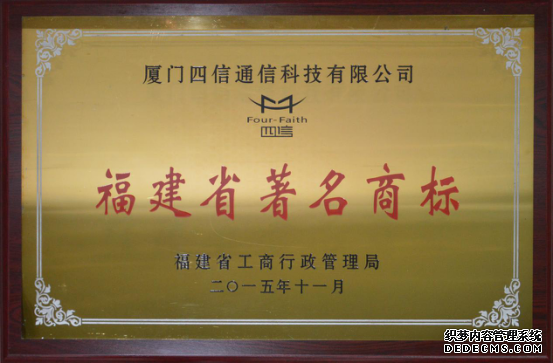 厦门四信通信科技有限公司
Four-Faith
四信
福建省著名商标
福建省工商行政管理局
二〇一五年十一月
织梦内容管理系统
DEDECMS.COM